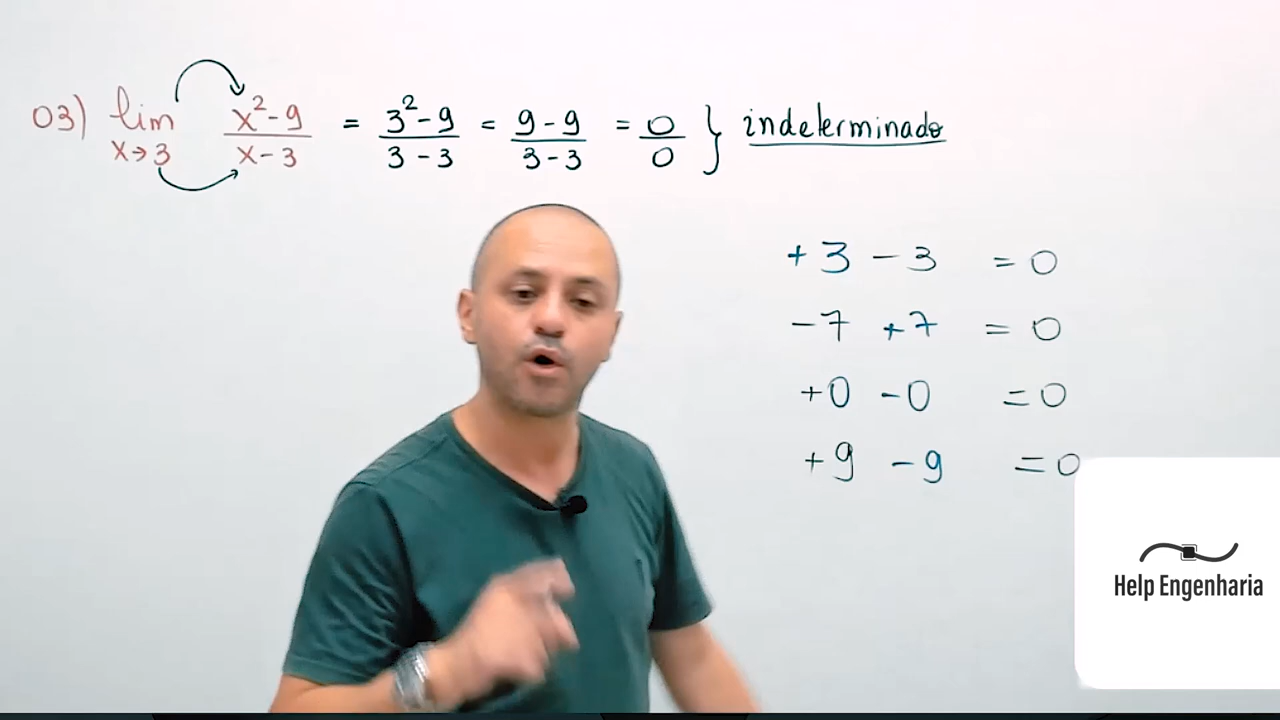 03) lim x→3 x²-9 / x-3 = 3²-9 / 3-3 = 9-9 / 3-3 = 0/0 } indeterminado
+3 -3 =0
-7 +7 =0
+0 -0 =0
+9 -9 =0
Help Engenharia